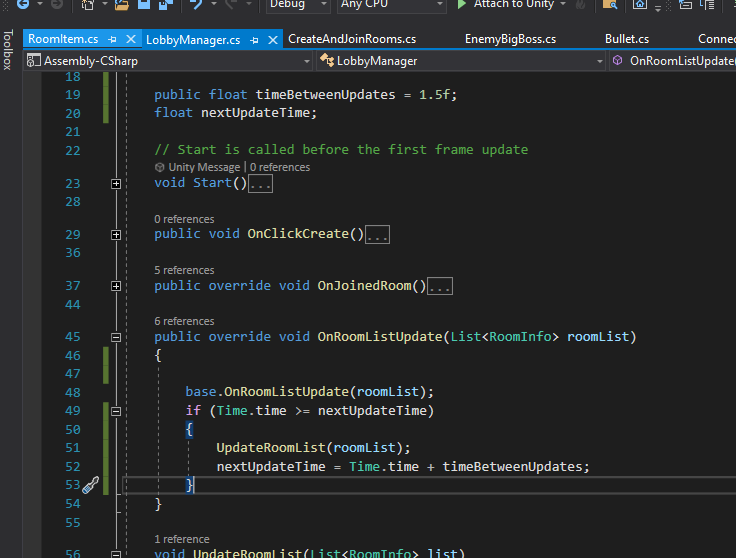 Debug Any CPU Attach to Unity
Toolbox
RoomItem.cs LobbyManager.cs CreateAndJoinRooms.cs EnemyBigBoss.cs Bullet.cs Connec
Assembly-CSharp LobbyManager OnRoomListUpdate(
18
19 public float timeBetweenUpdates = 1.5f;
20 float nextUpdateTime;
21
22 // Start is called before the first frame update
Unity Message | 0 references
23 void Start()...
28
0 references
29 public void OnClickCreate()...
36
5 references
37 public override void OnJoinedRoom()...
44
6 references
45 public override void OnRoomListUpdate(List<RoomInfo> roomList)
46 {
47
48 base.OnRoomListUpdate(roomList);
49 if (Time.time >= nextUpdateTime)
50 {
51 UpdateRoomList(roomList);
52 nextUpdateTime = Time.time + timeBetweenUpdates;
53 }
54 }
55
1 reference
56 void UpdateRoomList(List<RoomInfo> list)